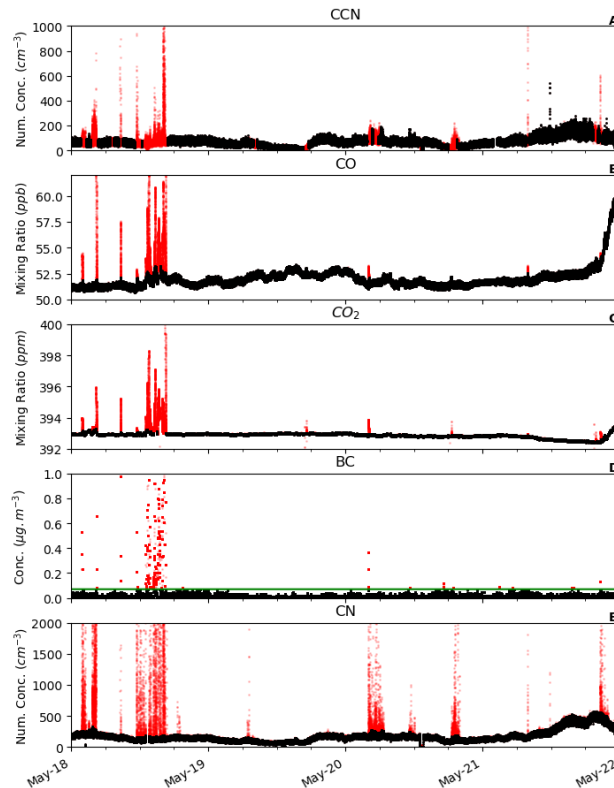 CCN
A
1000
800
600
400
200
0
Num. Conc. (cm⁻³)
CO
60.0
57.5
55.0
52.5
50.0
Mixing Ratio (ppb)
CO₂
400
398
396
394
392
Mixing Ratio (ppm)
BC
D
1.0
0.8
0.6
0.4
0.2
0.0
Conc. (μg.m⁻³)
CN
2000
1500
1000
500
0
Num. Conc. (cm⁻³)
May-18
May-19
May-20
May-21
May-22